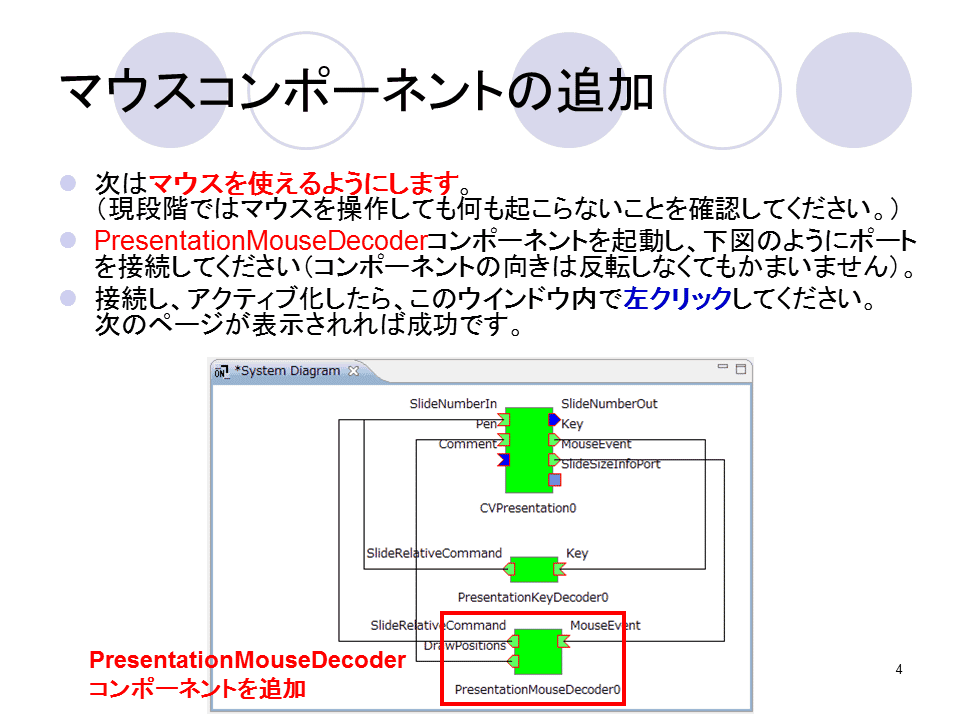 マウスコンポーネントの追加
次はマウスを使えるようにします。
（現段階ではマウスを操作しても何も起こらないことを確認してください。）
PresentationMouseDecoderコンポーネントを起動し、下図のようにポート
を接続してください（コンポーネントの向きは反転しなくてもかまいません）。
接続し、アクティブ化したら、このウインドウ内で左クリックしてください。
次のページが表示されれば成功です。
ON *System Diagram
SlideNumberIn SlideNumberOut
Pen Key
Comment MouseEvent
SlideSizeInfoPort
CVPresentation0
SlideRelativeCommand Key
PresentationKeyDecoder0
SlideRelativeCommand MouseEvent
DrawPositions
PresentationMouseDecoder0
PresentationMouseDecoder
コンポーネントを追加
4